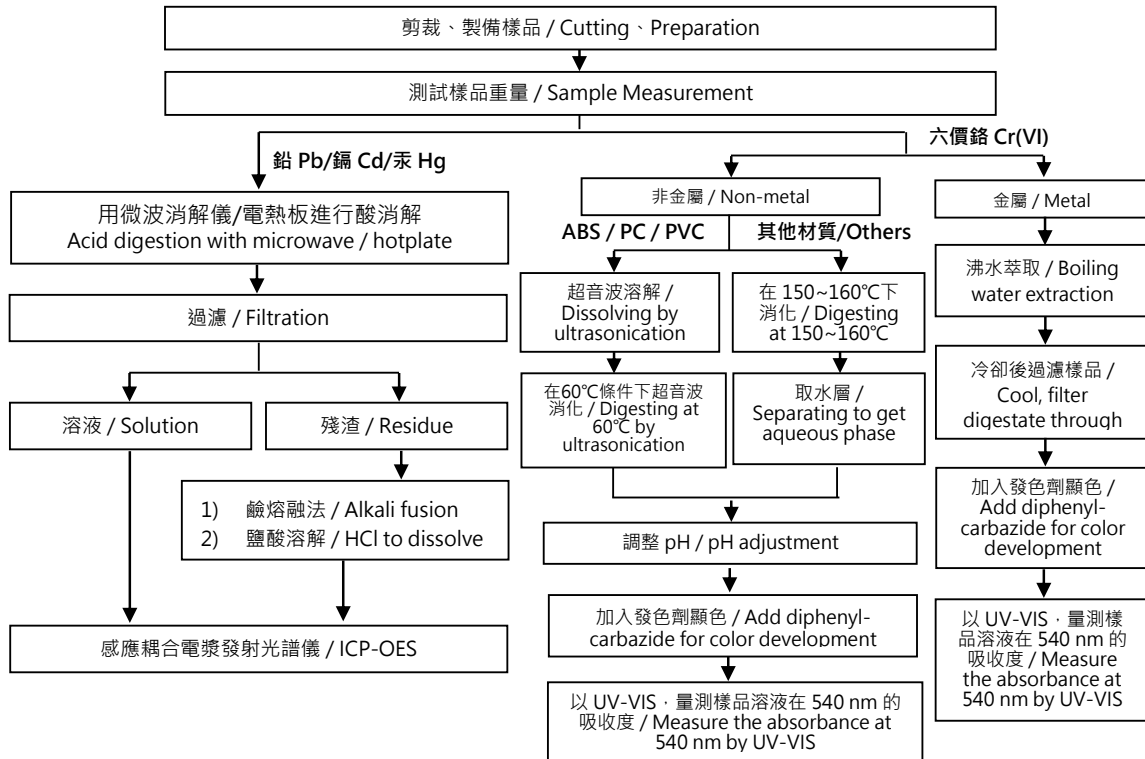 剪裁、製備樣品 / Cutting、Preparation
測試樣品重量 / Sample Measurement
鉛 Pb/鎘 Cd/汞 Hg
六價鉻 Cr(VI)
用微波消解儀/電熱板進行酸消解
Acid digestion with microwave / hotplate
過濾 / Filtration
溶液 / Solution
殘渣 / Residue
1) 鹼熔融法 / Alkali fusion
2) 鹽酸溶解 / HCl to dissolve
感應耦合電漿發射光譜儀 / ICP-OES
非金屬 / Non-metal
ABS / PC / PVC
其他材質/Others
超音波溶解 /
Dissolving by
ultrasonication
在60℃條件下超音波
消化 / Digesting at
60℃ by
ultrasonication
在 150~160℃下
消化 / Digesting
at 150~160℃
取水層 /
Separating to get
aqueous phase
調整 pH / pH adjustment
加入發色劑顯色 / Add diphenyl-
carbazide for color development
以 UV-VIS，量測樣品溶液在 540 nm 的
吸收度 / Measure the absorbance at
540 nm by UV-VIS
金屬 / Metal
沸水萃取 / Boiling
water extraction
冷卻後過濾樣品 /
Cool, filter
digestate through
加入發色劑顯色 /
Add diphenyl-
carbazide for color
development
以 UV-VIS，量測樣
品溶液在 540 nm 的
吸收度 / Measure
the absorbance at
540 nm by UV-VIS